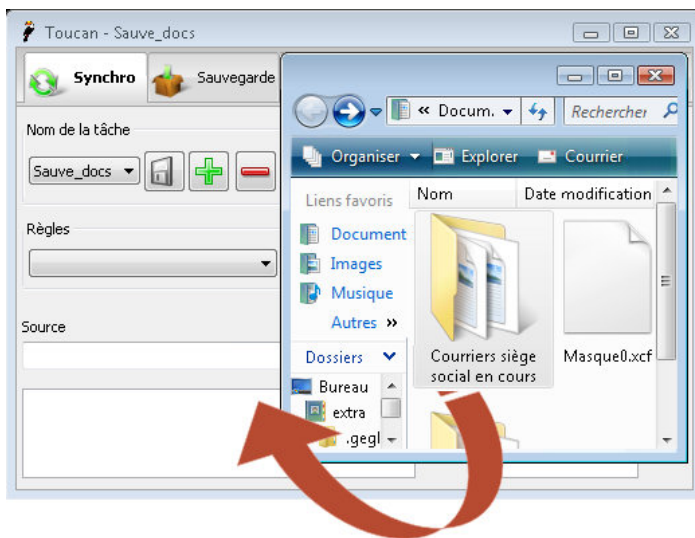 Toucan - Sauve_docs
Synchro
Sauvegarde
Nom de la tâche
Sauve_docs
Règles
Source
« Docum.
Rechercher
Organiser
Explorer
Courrier
Liens favoris
Document
Images
Musique
Autres »
Dossiers
Bureau
extra
.gegl
Nom
Date modification
Courriers siège
social en cours
Masque0.xcf